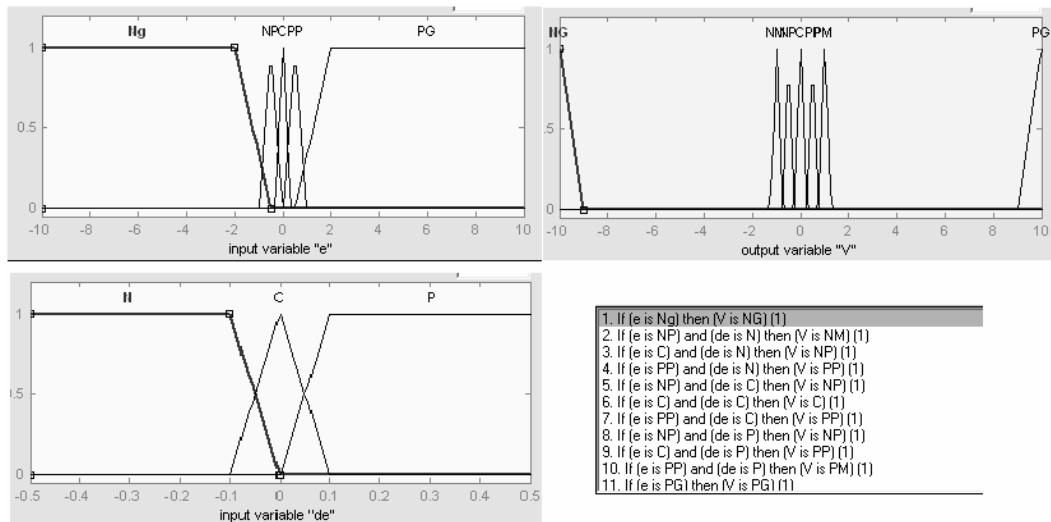 Ng NPCPP PG
1
0.5
0
-10 -8 -6 -4 -2 0 2 4 6 8 10
input variable "e"
NG NMNPCPPPM PG
1
.5
0
-10 -8 -6 -4 -2 0 2 4 6 8 10
output variable "V"
N C P
1
0.5
0
-0.5 -0.4 -0.3 -0.2 -0.1 0 0.1 0.2 0.3 0.4 0.5
input variable "de"
1. If (e is Ng) then (V is NG) (1)
2. If (e is NP) and (de is N) then (V is NM) (1)
3. If (e is C) and (de is N) then (V is NP) (1)
4. If (e is PP) and (de is N) then (V is PP) (1)
5. If (e is NP) and (de is C) then (V is NP) (1)
6. If (e is C) and (de is C) then (V is C) (1)
7. If (e is PP) and (de is C) then (V is PP) (1)
8. If (e is NP) and (de is P) then (V is NP) (1)
9. If (e is C) and (de is P) then (V is PP) (1)
10. If (e is PP) and (de is P) then (V is PM) (1)
11. If (e is PG) then (V is PG) (1)